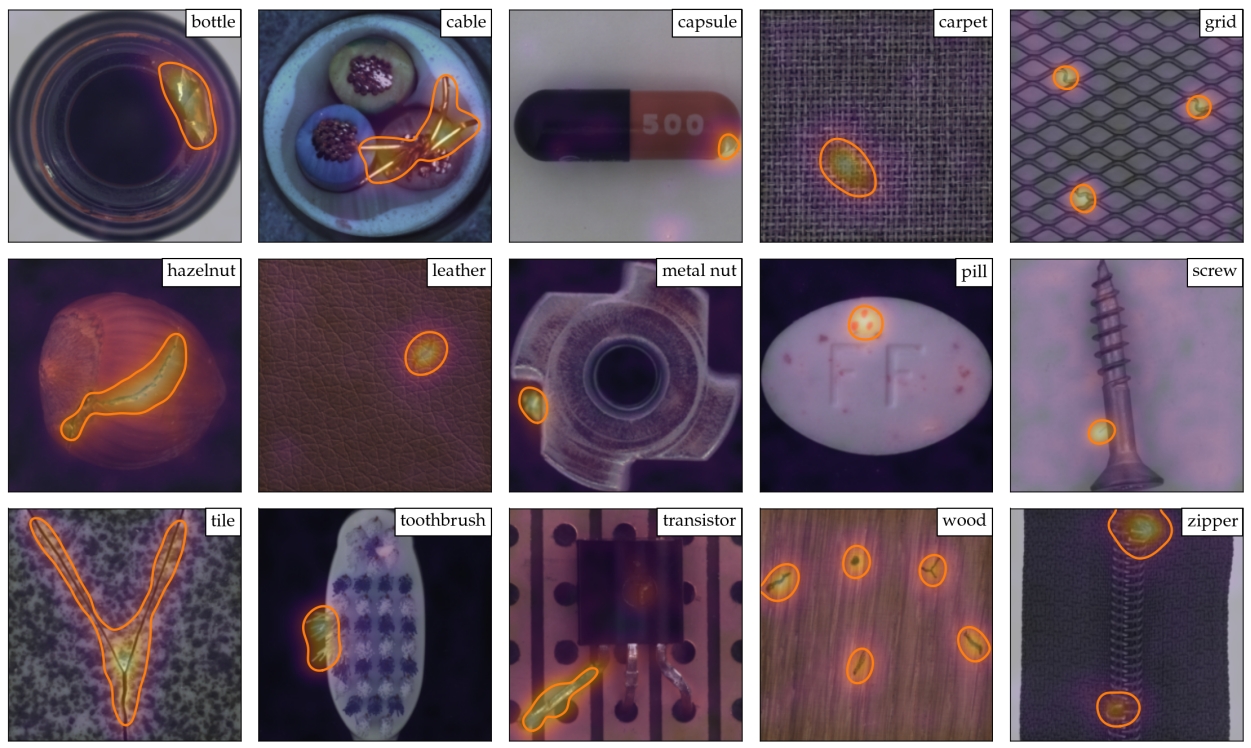 bottle
cable
capsule
carpet
grid
500
hazelnut
leather
metal nut
pill
screw
FF
tile
toothbrush
transistor
wood
zipper